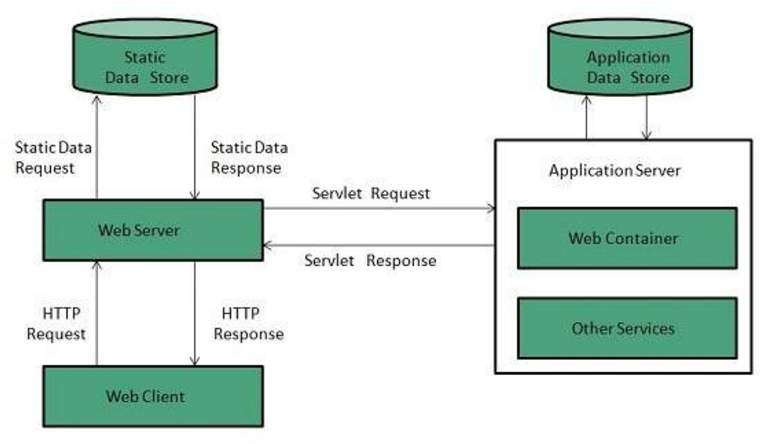 Static
Data Store
Application
Data Store
Static Data
Request
Static Data
Response
Application Server
Servlet Request
Web Server
Web Container
Servlet Response
HTTP
Request
HTTP
Response
Other Services
Web Client